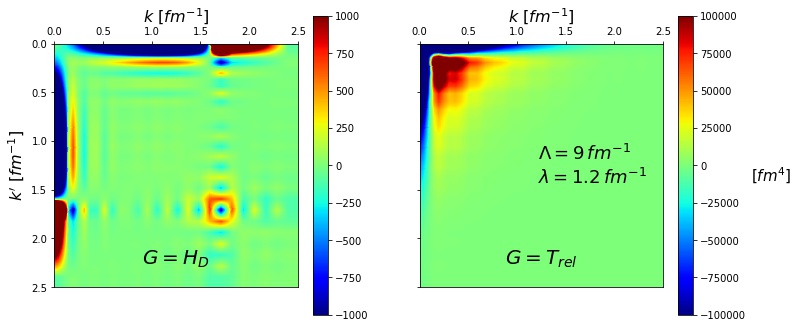 k [fm⁻¹]
k [fm⁻¹]
0.0 0.5 1.0 1.5 2.0 2.5
0.0 0.5 1.0 1.5 2.0 2.5
0.0
0.5
1.0
1.5
2.0
2.5
k′ [fm⁻¹]
G = H_D
1000
750
500
250
0
−250
−500
−750
−1000
Λ = 9 fm⁻¹
λ = 1.2 fm⁻¹
G = T_rel
100000
75000
50000
25000
0
−25000
−50000
−75000
−100000
[fm⁴]